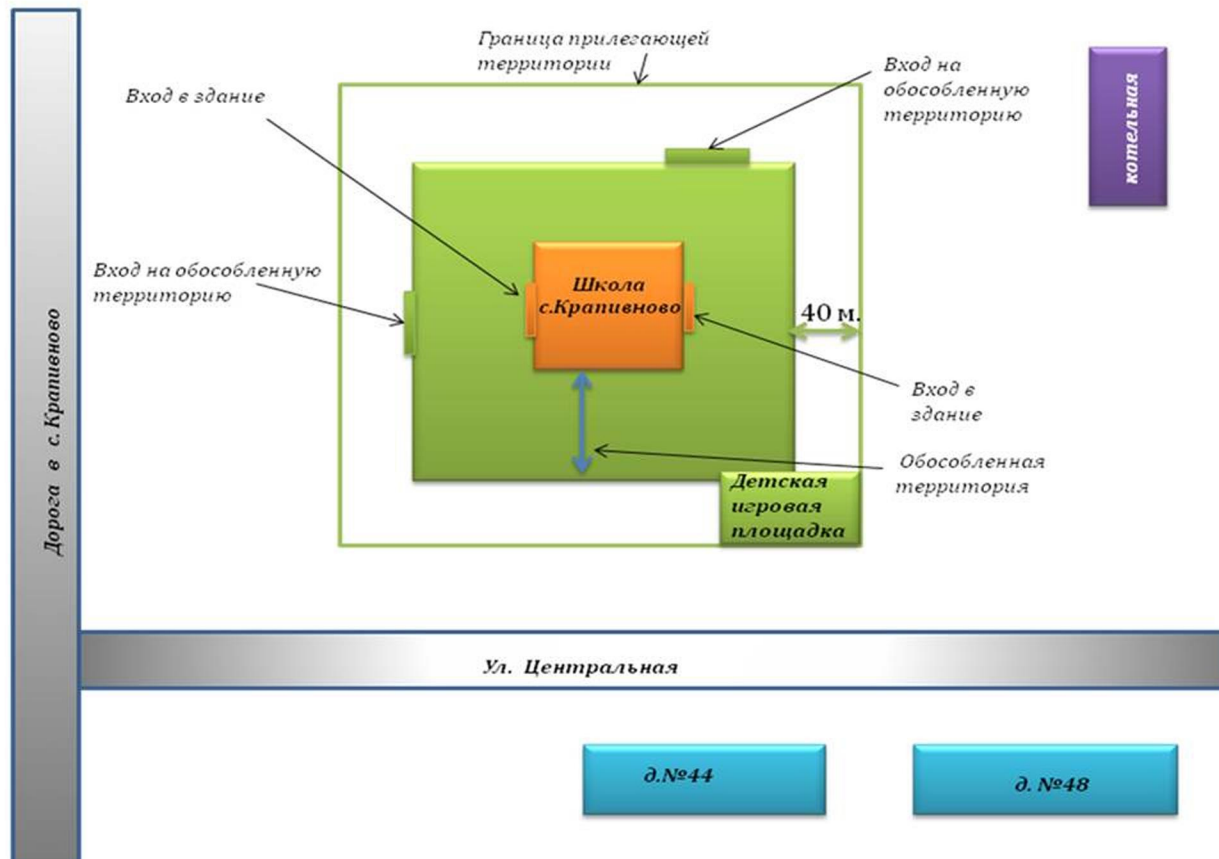 Граница прилегающей
территории
Вход в здание
Вход на
обособленную
территорию
котельная
Вход на обособленную
территорию
Школа
с.Крапивново
40 м.
Вход в
здание
Обособленная
территория
Детская
игровая
площадка
Дорога в с. Крапивново
Ул. Центральная
д.№44
д. №48